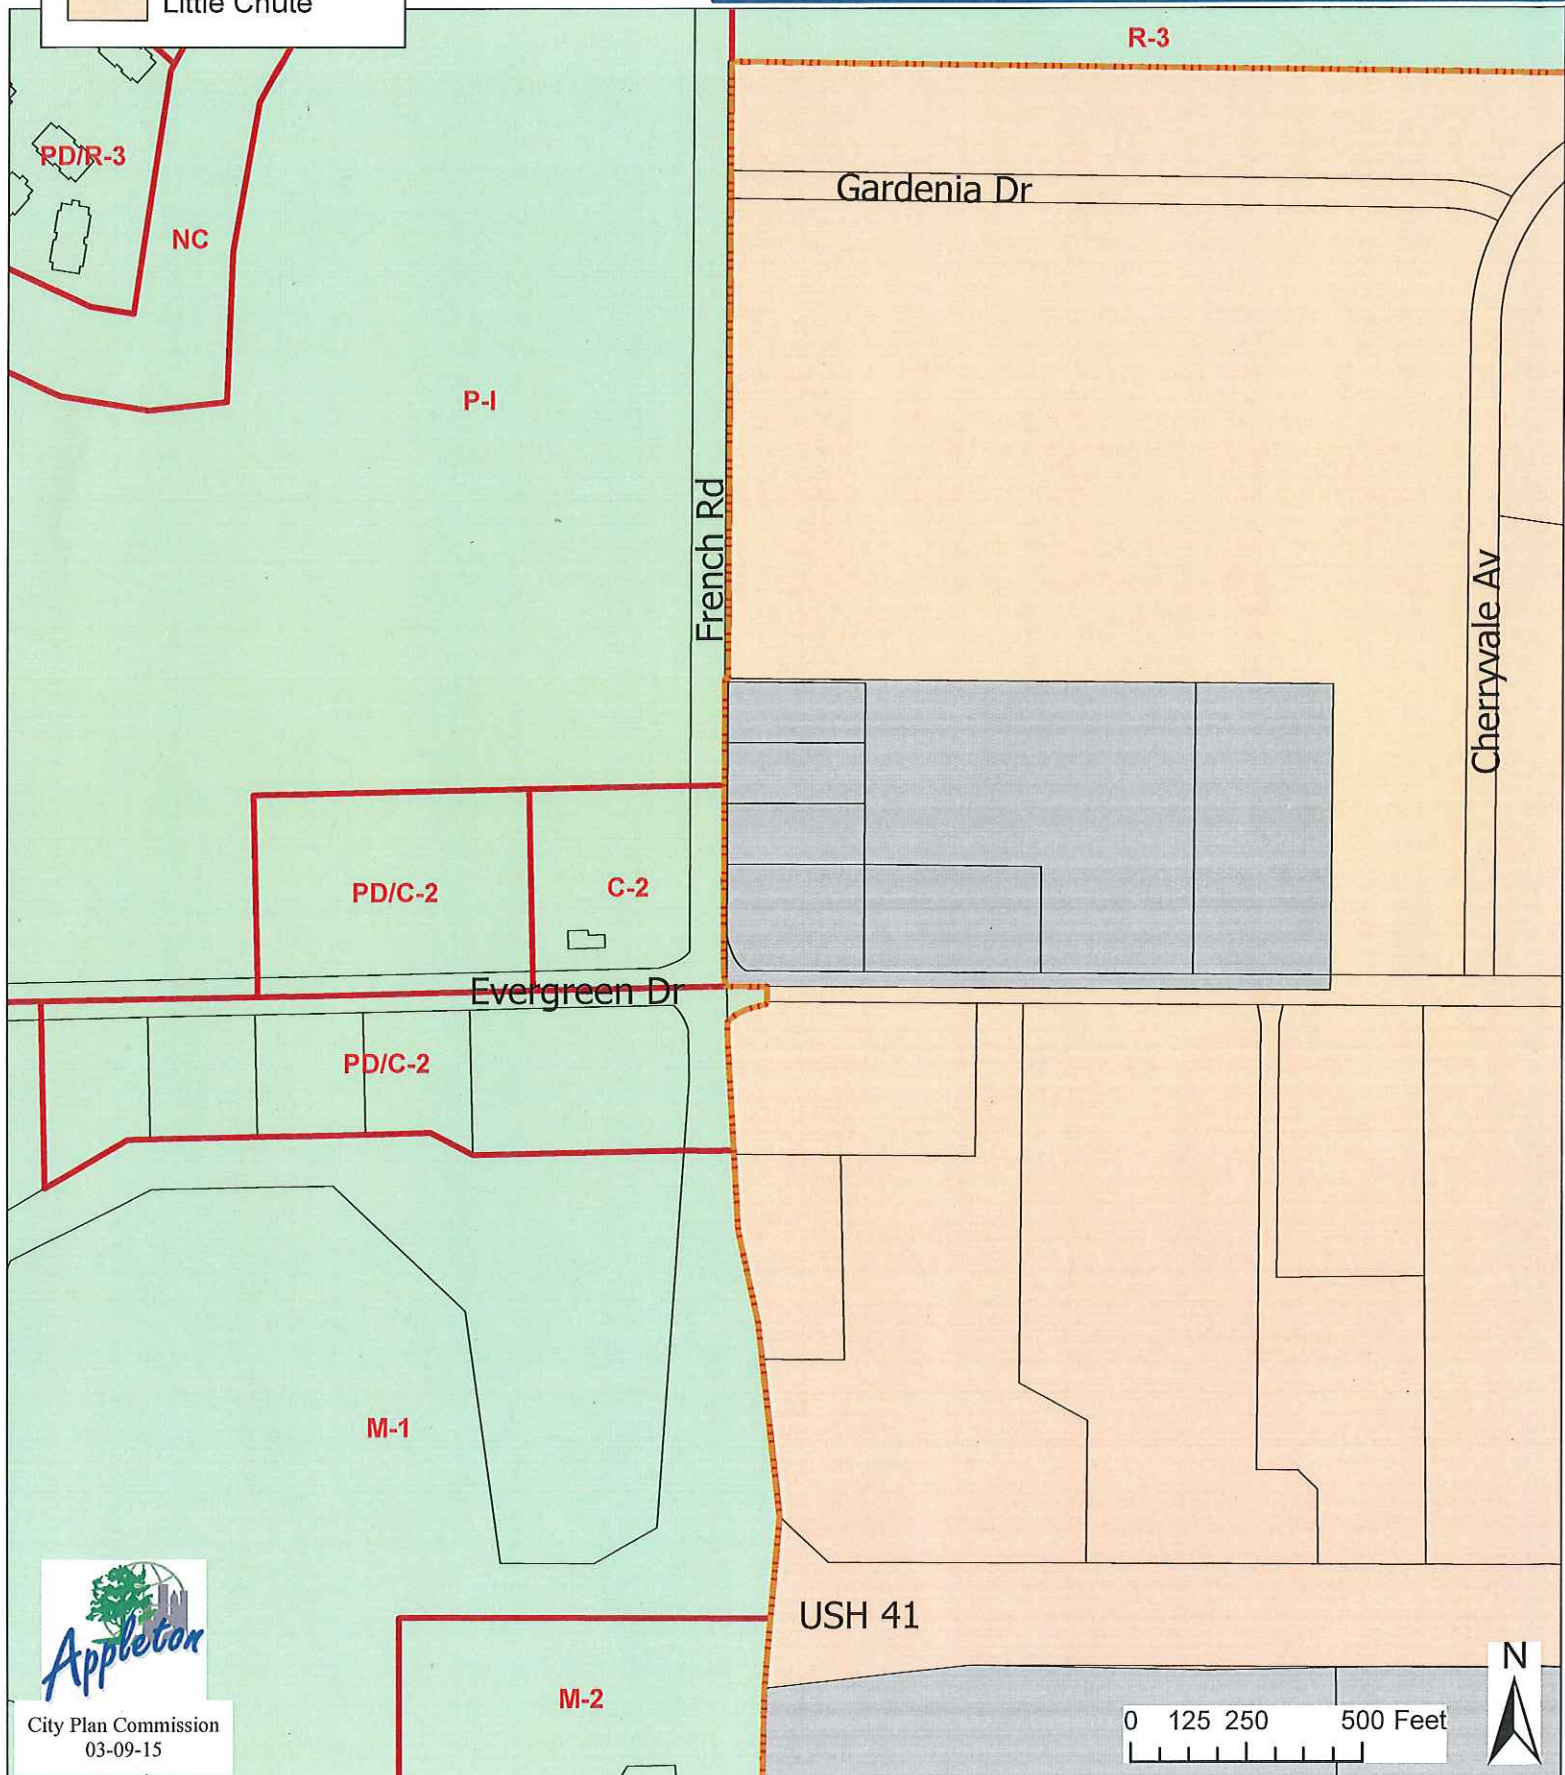 Little Chute
R-3
PD/R-3
Gardenia Dr
NC
P-I
French Rd
Cherryvale Av
PD/C-2
C-2
Evergreen Dr
PD/C-2
M-1
USH 41
M-2
Appleton
City Plan Commission
03-09-15
0 125 250 500 Feet
N